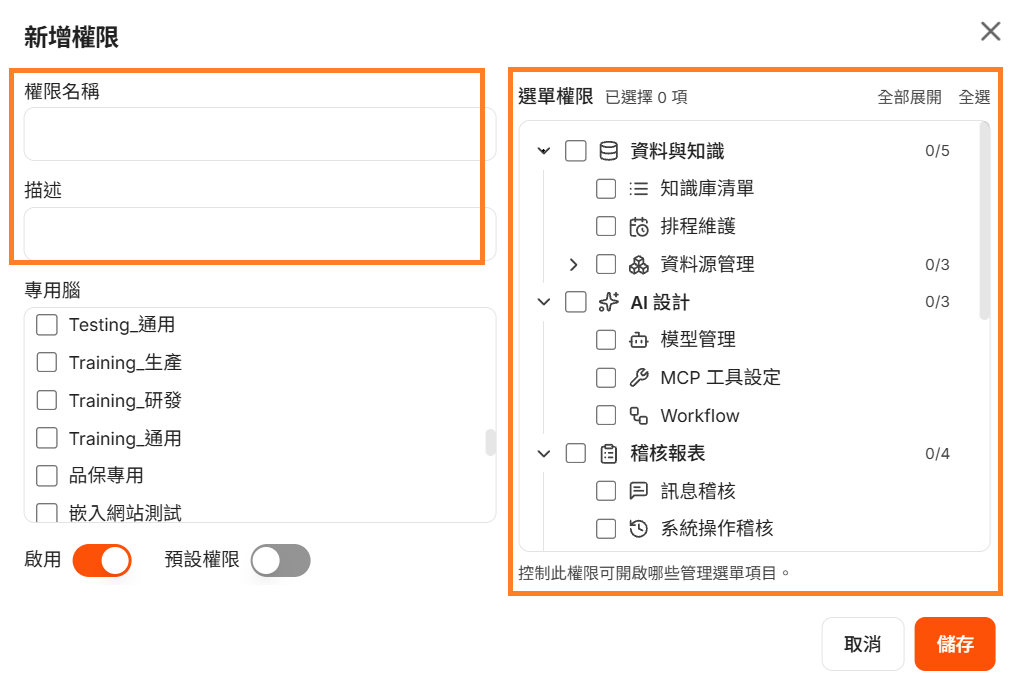 新增權限
權限名稱
描述
專用腦
Testing_通用
Training_生產
Training_研發
Training_通用
品保專用
嵌入網站測試
啟用
預設權限
選單權限 已選擇 0 項 全部展開 全選
資料與知識 0/5
知識庫清單
排程維護
資料源管理 0/3
AI 設計 0/3
模型管理
MCP 工具設定
Workflow
稽核報表 0/4
訊息稽核
系統操作稽核
控制此權限可開啟哪些管理選單項目。
取消
儲存